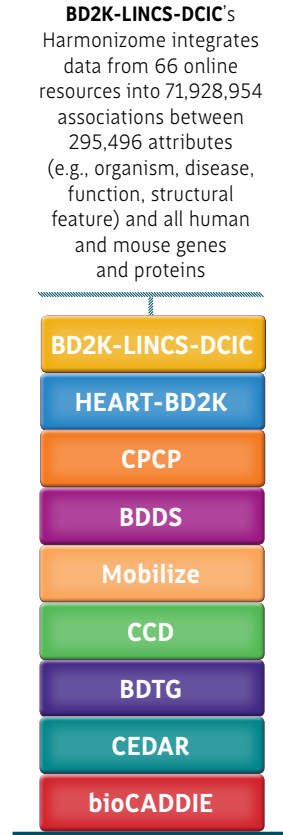 BD2K-LINCS-DCIC's
Harmonizome integrates
data from 66 online
resources into 71,928,954
associations between
295,496 attributes
(e.g., organism, disease,
function, structural
feature) and all human
and mouse genes
and proteins
BD2K-LINCS-DCIC
HEART-BD2K
CPCP
BDDS
Mobilize
CCD
BDTG
CEDAR
bioCADDIE